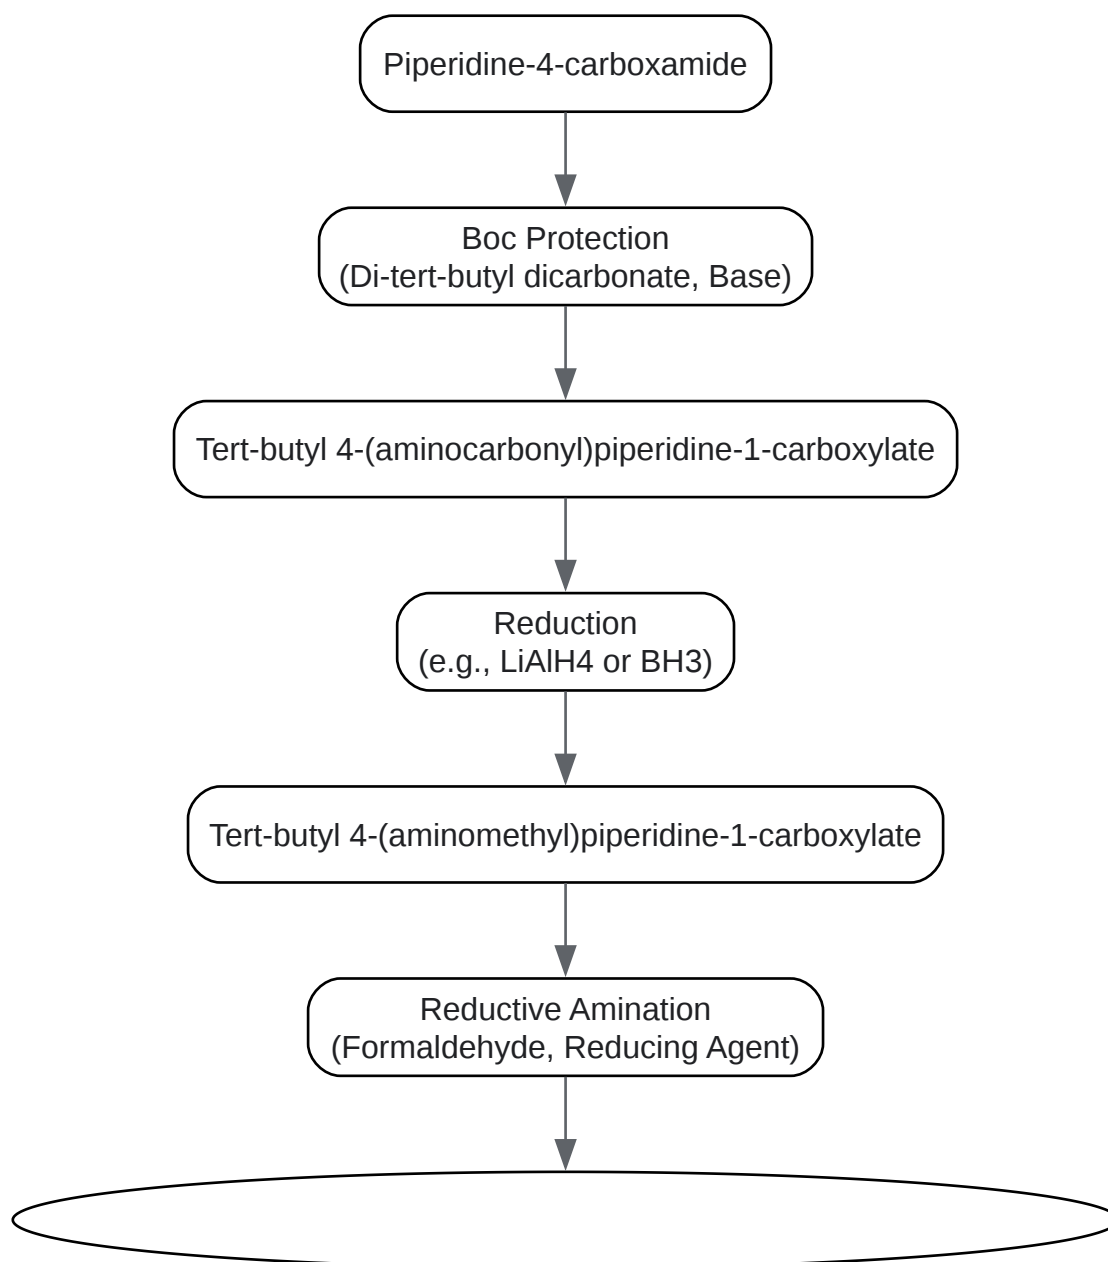 Piperidine-4-carboxamide
Boc Protection
(Di-tert-butyl dicarbonate, Base)
Tert-butyl 4-(aminocarbonyl)piperidine-1-carboxylate
Reduction
(e.g., LiAlH4 or BH3)
Tert-butyl 4-(aminomethyl)piperidine-1-carboxylate
Reductive Amination
(Formaldehyde, Reducing Agent)